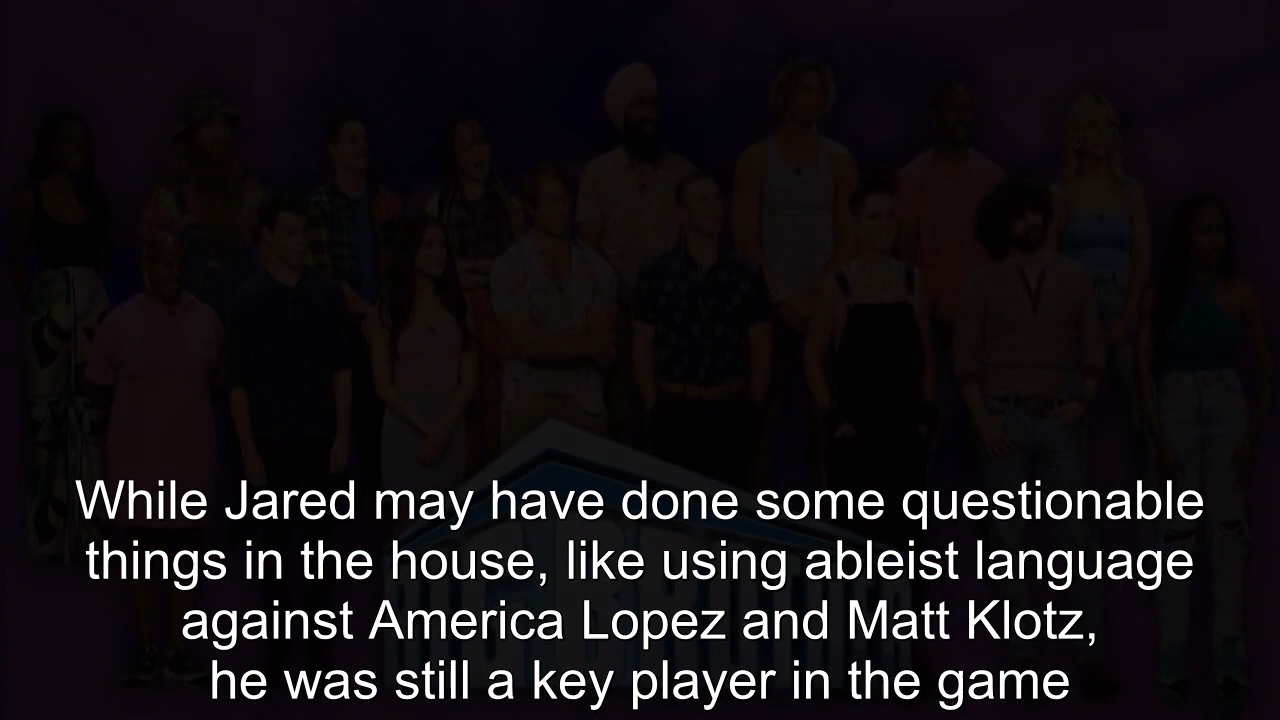 While Jared may have done some questionable
things in the house, like using ableist language
against America Lopez and Matt Klotz,
he was still a key player in the game